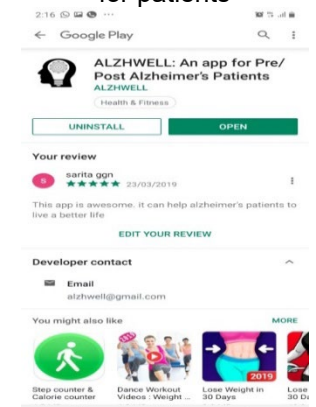 for patients
2:16
Google Play
ALZHWELL: An app for Pre/
Post Alzheimer's Patients
ALZHWELL
Health & Fitness
UNINSTALL
OPEN
Your review
S
sarita ggn
23/03/2019
This app is awesome. it can help alzheimer's patients to
live a better life
EDIT YOUR REVIEW
Developer contact
Email
alzhwell@gmail.com
You might also like
MORE
2019
Step counter &
Calorie counter
Dance Workout
Videos : Weight ...
Lose Weight in
30 Days
Lose
30 Da